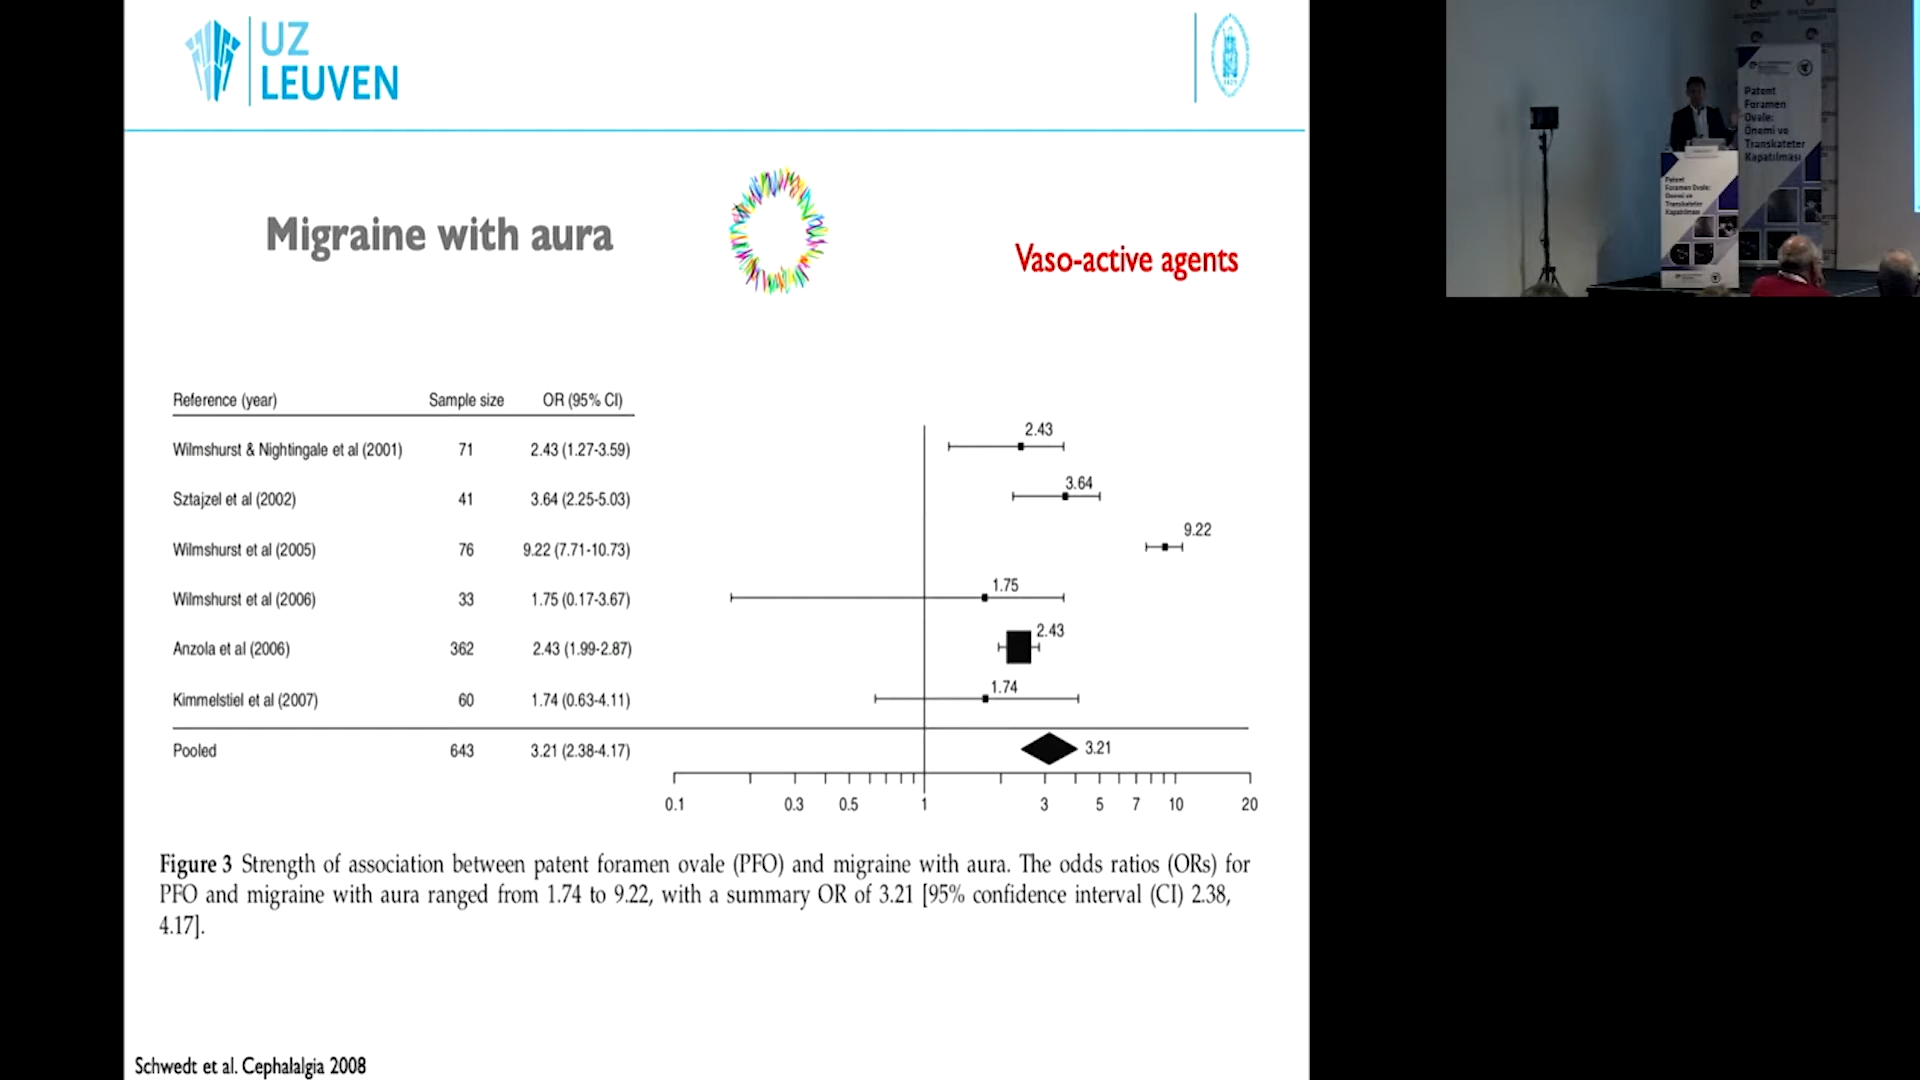 UZ
LEUVEN
Migraine with aura
Vaso-active agents
Reference (year) Sample size OR (95% CI)
Wilmshurst & Nightingale et al (2001) 71 2.43 (1.27-3.59) 2.43
Sztajzel et al (2002) 41 3.64 (2.25-5.03) 3.64
Wilmshurst et al (2005) 76 9.22 (7.71-10.73) 9.22
Wilmshurst et al (2006) 33 1.75 (0.17-3.67) 1.75
Anzola et al (2006) 362 2.43 (1.99-2.87) 2.43
Kimmelstiel et al (2007) 60 1.74 (0.63-4.11) 1.74
Pooled 643 3.21 (2.38-4.17) 3.21
0.1 0.3 0.5 1 3 5 7 10 20
Figure 3 Strength of association between patent foramen ovale (PFO) and migraine with aura. The odds ratios (ORs) for
PFO and migraine with aura ranged from 1.74 to 9.22, with a summary OR of 3.21 [95% confidence interval (CI) 2.38,
4.17].
Schwedt et al. Cephalalgia 2008
Patent
Foramen
Ovale:
Önemi ve
Transkateter
Kapatılması
Patent
Foramen Ovale:
Önemi ve
Transkateter
Kapatılması